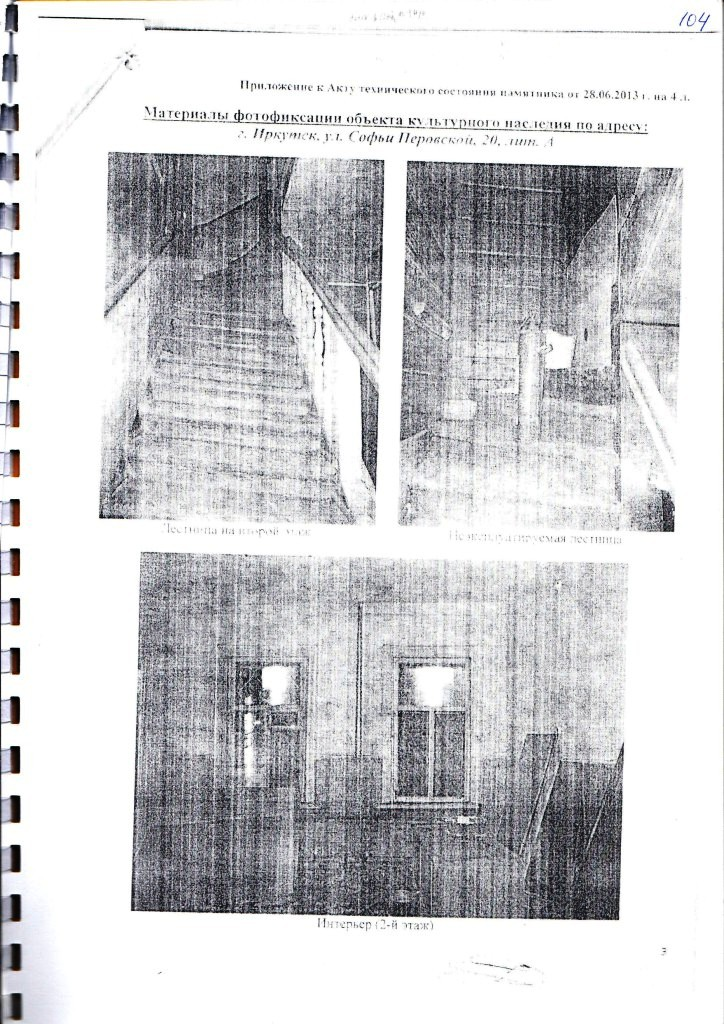 104
Приложение к Акту технического состояния памятника от 28.06.2013 г. на 4 л.
Материалы фотофиксации объекта культурного наследия по адресу:
г. Иркутск, ул. Софьи Перовской, 20, лит. А
Лестница на второй этаж
Неэксплуатируемая лестница
Интерьер (2-й этаж)
3